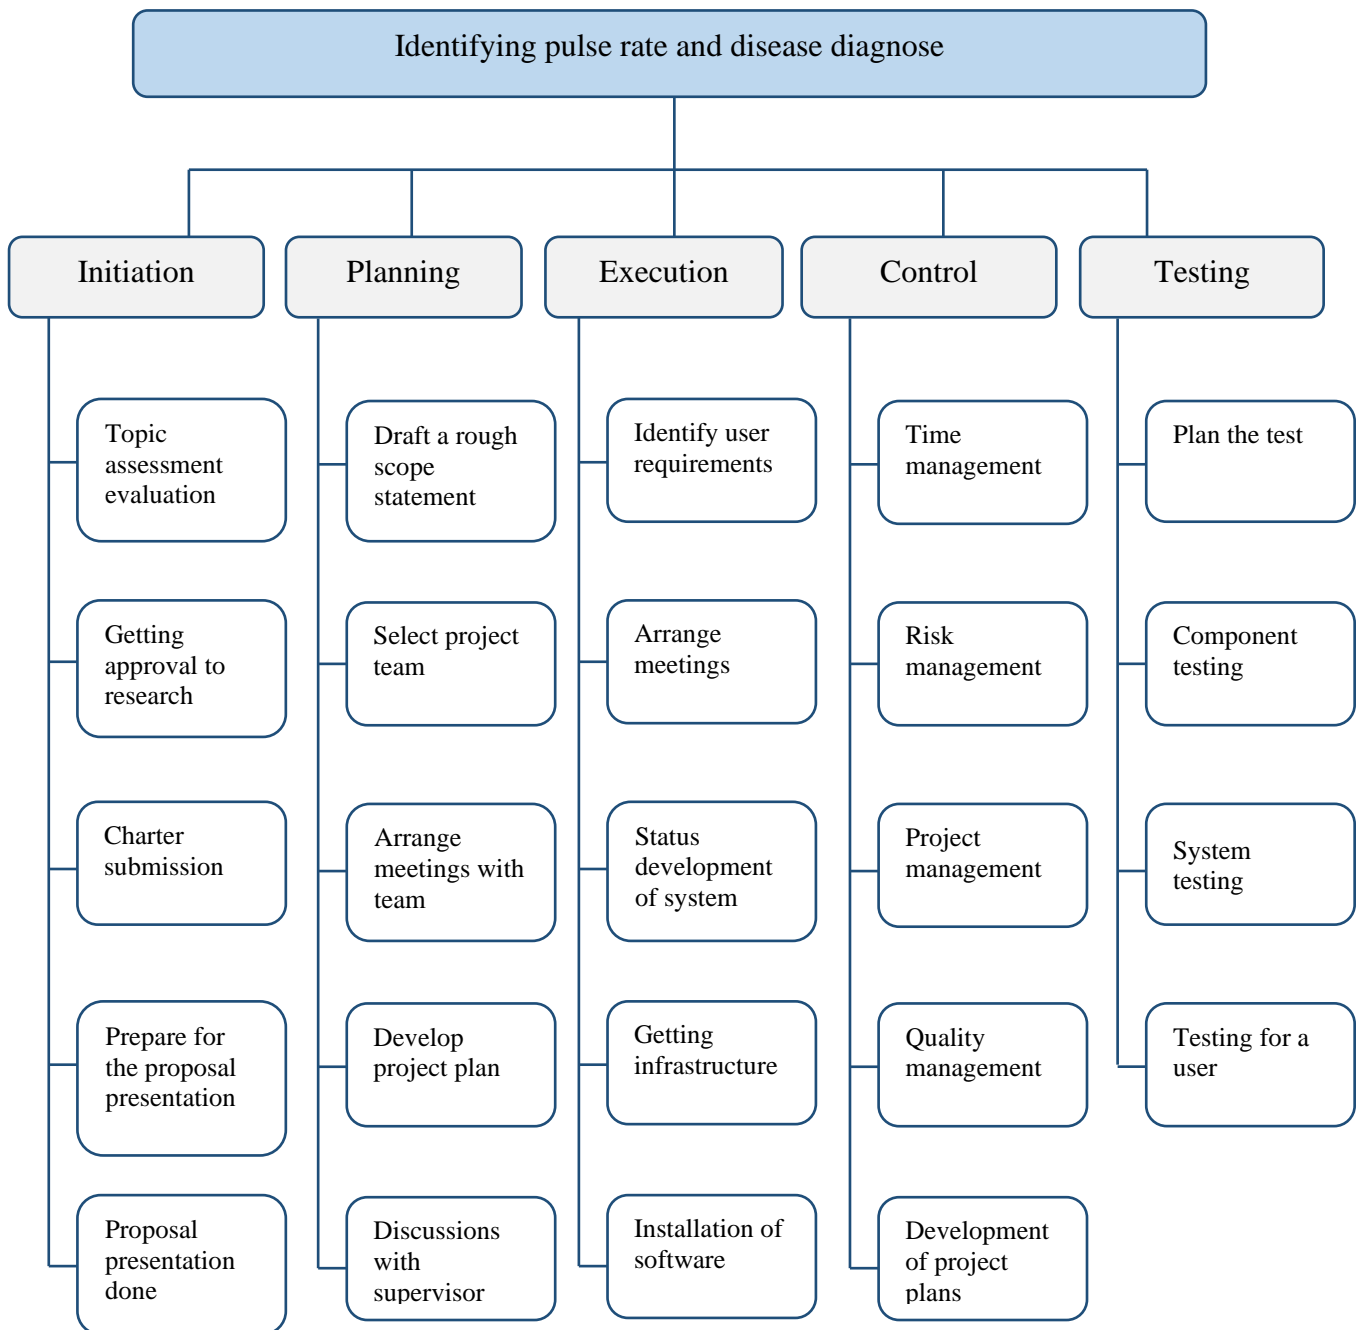 Identifying pulse rate and disease diagnose
Initiation
Planning
Execution
Control
Testing
Topic
assessment
evaluation
Getting
approval to
research
Charter
submission
Prepare for
the proposal
presentation
Proposal
presentation
done
Draft a rough
scope
statement
Select project
team
Arrange
meetings with
team
Develop
project plan
Discussions
with
supervisor
Identify user
requirements
Arrange
meetings
Status
development
of system
Getting
infrastructure
Installation of
software
Time
management
Risk
management
Project
management
Quality
management
Development
of project
plans
Plan the test
Component
testing
System
testing
Testing for a
user